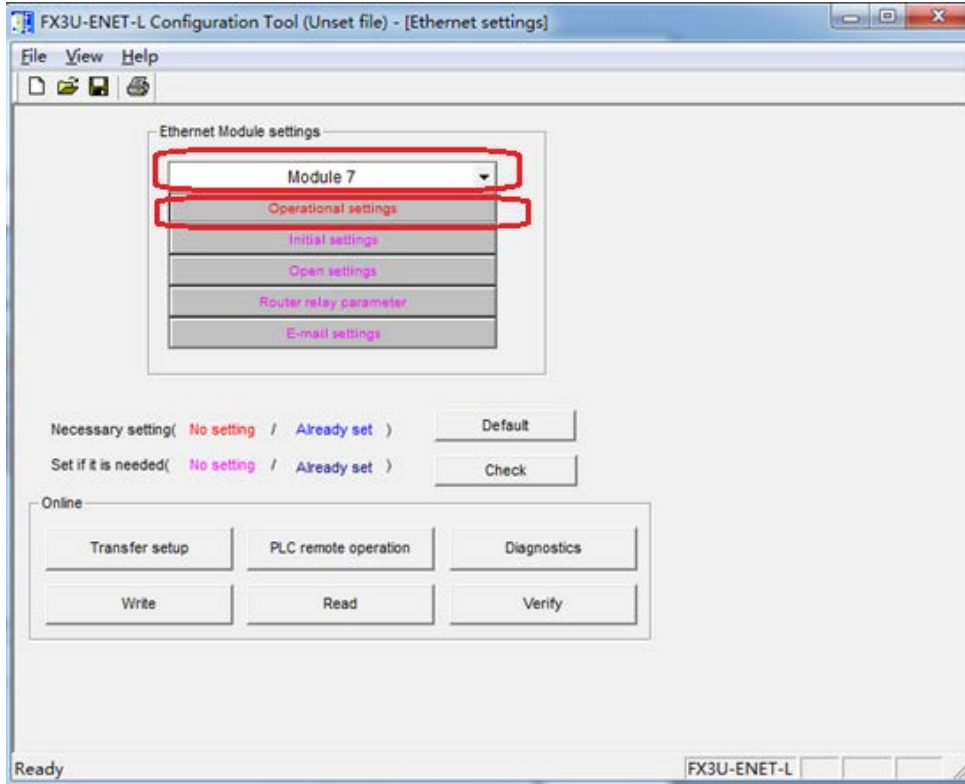 FX3U-ENET-L Configuration Tool (Unset file) - [Ethernet settings]
File View Help
Ethernet Module settings
Module 7
Operational settings
Initial settings
Open settings
Router relay parameter
E-mail settings
Necessary setting( No setting / Already set ) Default
Set if it is needed( No setting / Already set ) Check
Online
Transfer setup PLC remote operation Diagnostics
Write Read Verify
Ready FX3U-ENET-L